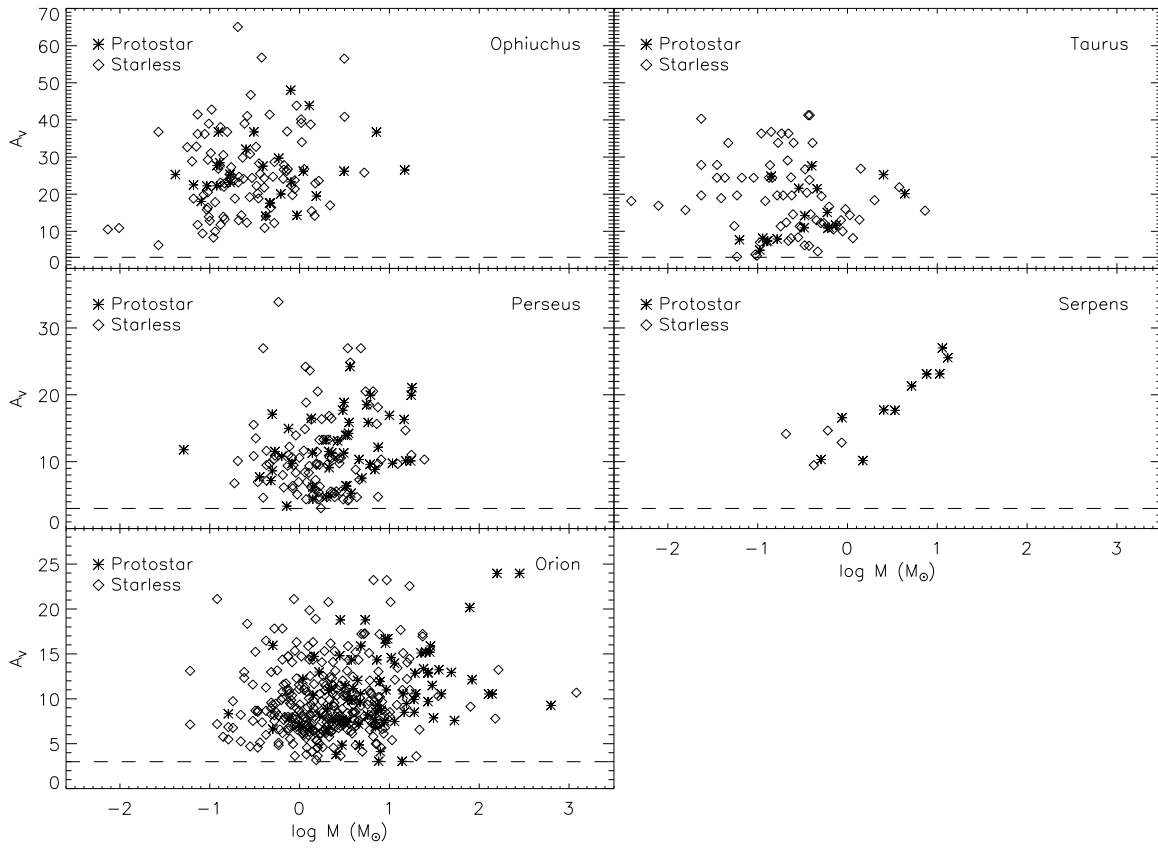 70
60
50
40
30
20
10
0
A_V
✳ Protostar
◇ Starless
Ophiuchus
✳ Protostar
◇ Starless
Taurus
30
20
10
0
A_V
✳ Protostar
◇ Starless
Perseus
✳ Protostar
◇ Starless
Serpens
−2 −1 0 1 2 3
log M (M☉)
25
20
15
10
5
0
A_V
✳ Protostar
◇ Starless
Orion
−2 −1 0 1 2 3
log M (M☉)